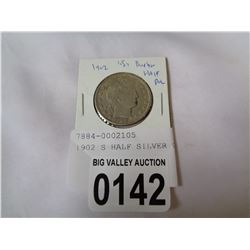 1902
Barber
Half
7884-0002105
1902 S HALF SILVER
BIG VALLEY AUCTION
0142